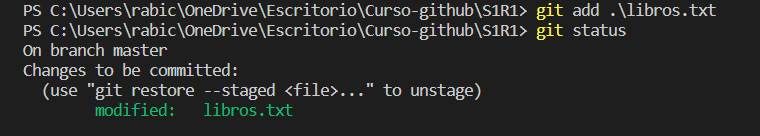 PS C:\Users\rabic\OneDrive\Escritorio\Curso-github\S1R1> git add .\libros.txt
PS C:\Users\rabic\OneDrive\Escritorio\Curso-github\S1R1> git status
On branch master
Changes to be committed:
  (use "git restore --staged <file>..." to unstage)
        modified:   libros.txt